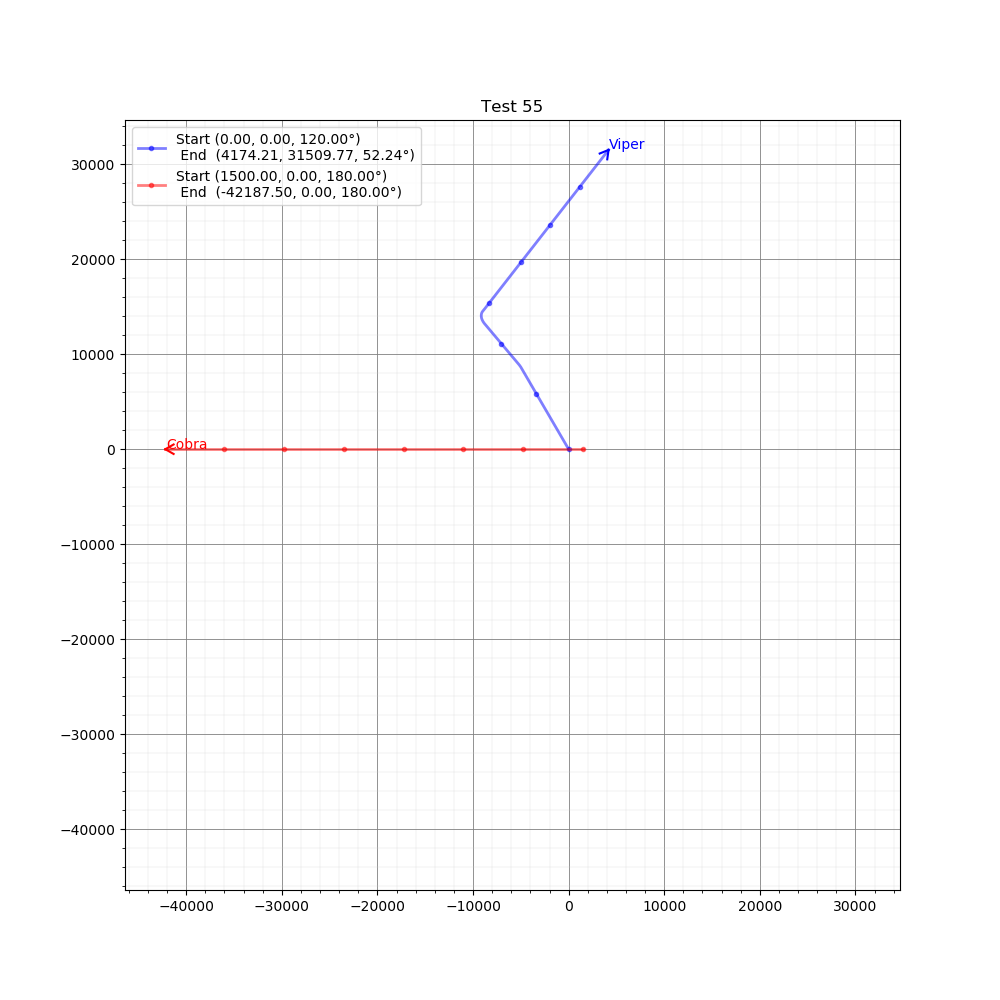 Test 55
Start (0.00, 0.00, 120.00°)
End  (4174.21, 31509.77, 52.24°)
Start (1500.00, 0.00, 180.00°)
End  (-42187.50, 0.00, 180.00°)
Viper
Cobra
30000
20000
10000
0
−10000
−20000
−30000
−40000
−40000 −30000 −20000 −10000 0 10000 20000 30000